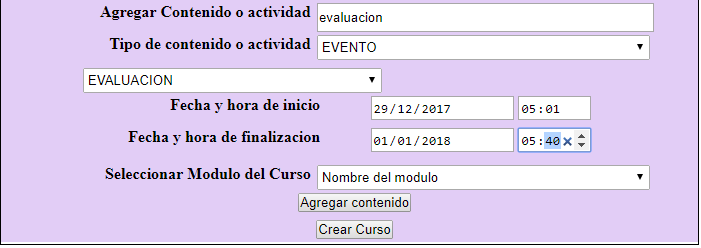 Agregar Contenido o actividad evaluacion
Tipo de contenido o actividad EVENTO
EVALUACION
Fecha y hora de inicio 29/12/2017 05:01
Fecha y hora de finalizacion 01/01/2018 05:40
Seleccionar Modulo del Curso Nombre del modulo
Agregar contenido
Crear Curso